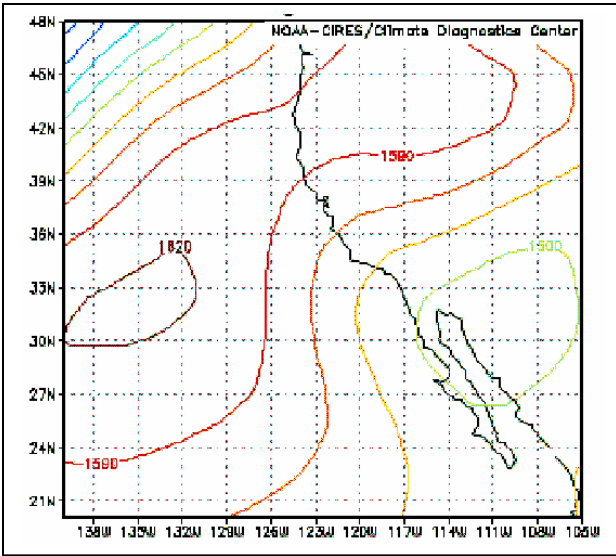 48N
NOAA-CIRES/Climate Diagnostics Center
45N
42N
1590
39N
36N
1620
1500
33N
30N
27N
24N
1590
21N
138W 135W 132W 129W 126W 123W 120W 117W 114W 111W 108W 105W